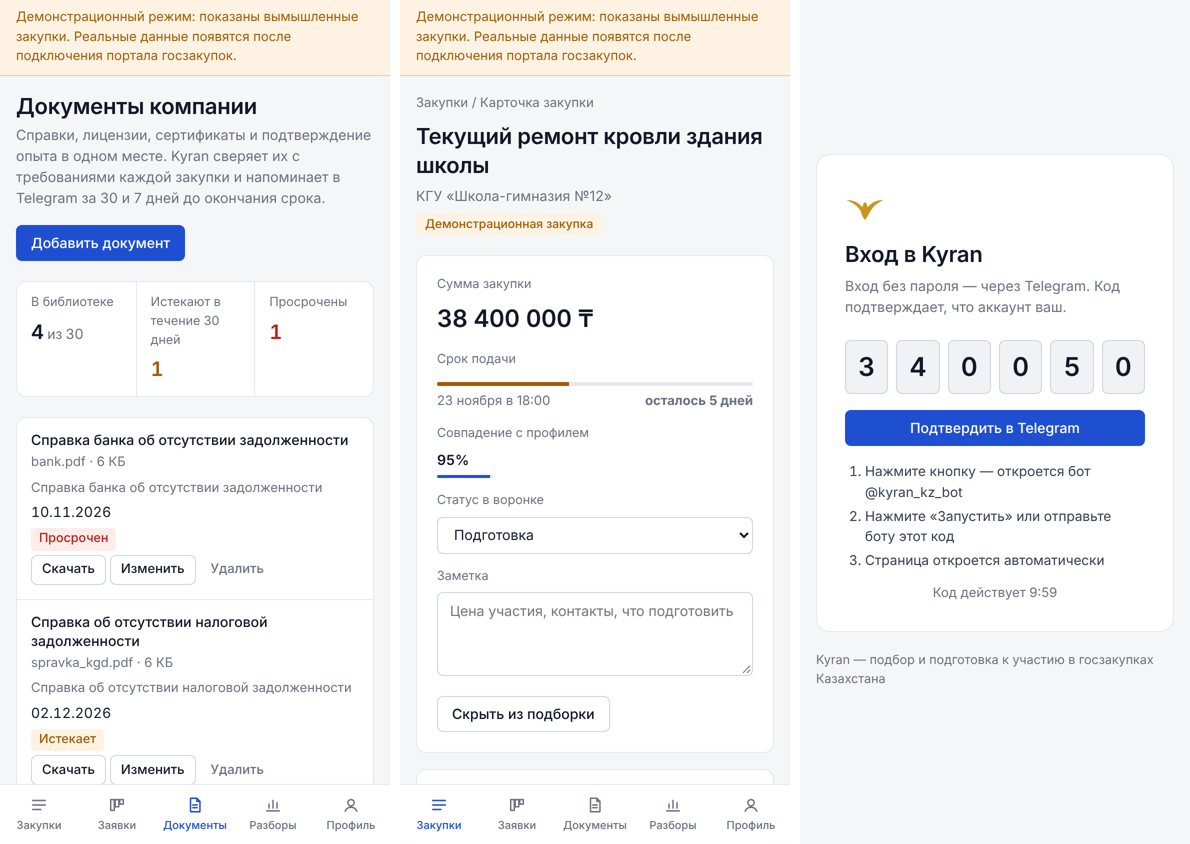 Демонстрационный режим: показаны вымышленные
закупки. Реальные данные появятся после
подключения портала госзакупок.
Документы компании
Справки, лицензии, сертификаты и подтверждение
опыта в одном месте. Kyran сверяет их с
требованиями каждой закупки и напоминает в
Telegram за 30 и 7 дней до окончания срока.
Добавить документ
В библиотеке
4 из 30
Истекают в
течение 30
дней
1
Просрочены
1
Справка банка об отсутствии задолженности
bank.pdf · 6 КБ
Справка банка об отсутствии задолженности
10.11.2026
Просрочен
Скачать Изменить Удалить
Справка об отсутствии налоговой
задолженности
spravka_kgd.pdf · 6 КБ
Справка об отсутствии налоговой задолженности
02.12.2026
Истекает
Скачать Изменить Удалить
Закупки Заявки Документы Разборы Профиль
Демонстрационный режим: показаны вымышленные
закупки. Реальные данные появятся после
подключения портала госзакупок.
Закупки / Карточка закупки
Текущий ремонт кровли здания
школы
КГУ «Школа-гимназия №12»
Демонстрационная закупка
Сумма закупки
38 400 000 ₸
Срок подачи
23 ноября в 18:00 осталось 5 дней
Совпадение с профилем
95%
Статус в воронке
Подготовка
Заметка
Цена участия, контакты, что подготовить
Скрыть из подборки
Закупки Заявки Документы Разборы Профиль
Вход в Kyran
Вход без пароля — через Telegram. Код
подтверждает, что аккаунт ваш.
3 4 0 0 5 0
Подтвердить в Telegram
1. Нажмите кнопку — откроется бот
@kyran_kz_bot
2. Нажмите «Запустить» или отправьте
боту этот код
3. Страница откроется автоматически
Код действует 9:59
Kyran — подбор и подготовка к участию в госзакупках
Казахстана